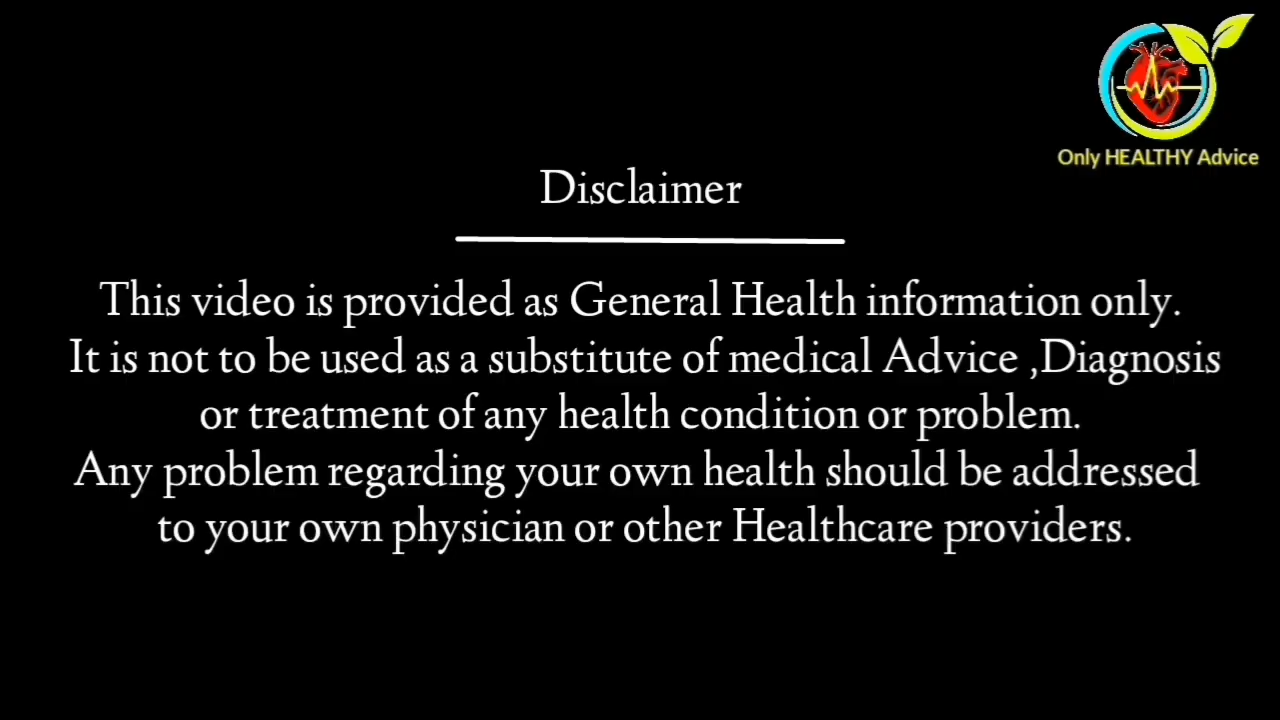 Only HEALTHY Advice
Disclaimer
This video is provided as General Health information only.
It is not to be used as a substitute of medical Advice ,Diagnosis
or treatment of any health condition or problem.
Any problem regarding your own health should be addressed
to your own physician or other Healthcare providers.